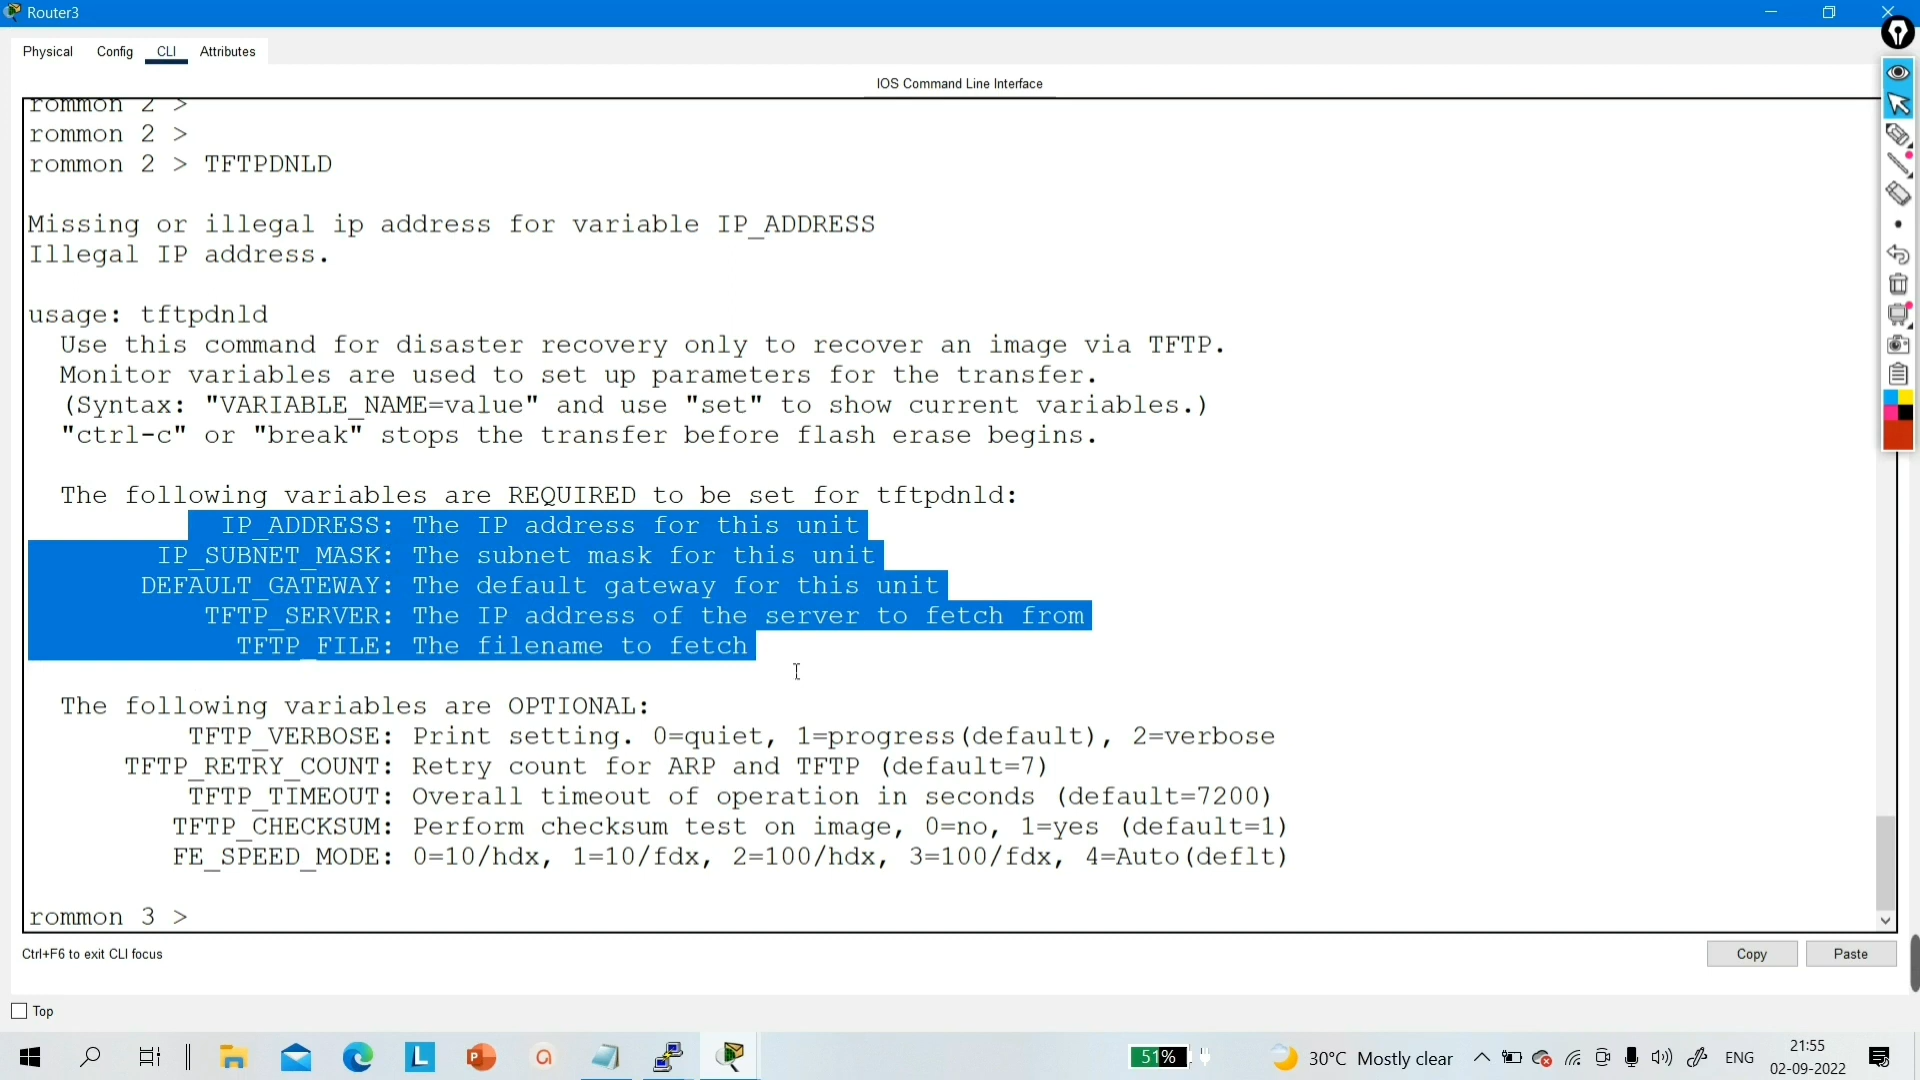 Router3
Physical Config CLI Attributes
IOS Command Line Interface
rommon 2 >
rommon 2 >
rommon 2 > TFTPDNLD
Missing or illegal ip address for variable IP_ADDRESS
Illegal IP address.
usage: tftpdnld
Use this command for disaster recovery only to recover an image via TFTP.
Monitor variables are used to set up parameters for the transfer.
(Syntax: "VARIABLE_NAME=value" and use "set" to show current variables.)
"ctrl-c" or "break" stops the transfer before flash erase begins.
The following variables are REQUIRED to be set for tftpdnld:
IP_ADDRESS: The IP address for this unit
IP_SUBNET_MASK: The subnet mask for this unit
DEFAULT_GATEWAY: The default gateway for this unit
TFTP_SERVER: The IP address of the server to fetch from
TFTP_FILE: The filename to fetch
The following variables are OPTIONAL:
TFTP_VERBOSE: Print setting. 0=quiet, 1=progress(default), 2=verbose
TFTP_RETRY_COUNT: Retry count for ARP and TFTP (default=7)
TFTP_TIMEOUT: Overall timeout of operation in seconds (default=7200)
TFTP_CHECKSUM: Perform checksum test on image, 0=no, 1=yes (default=1)
FE_SPEED_MODE: 0=10/hdx, 1=10/fdx, 2=100/hdx, 3=100/fdx, 4=Auto(deflt)
rommon 3 >
Ctrl+F6 to exit CLI focus
Copy Paste
Top
51% 30°C Mostly clear ENG 21:55
02-09-2022